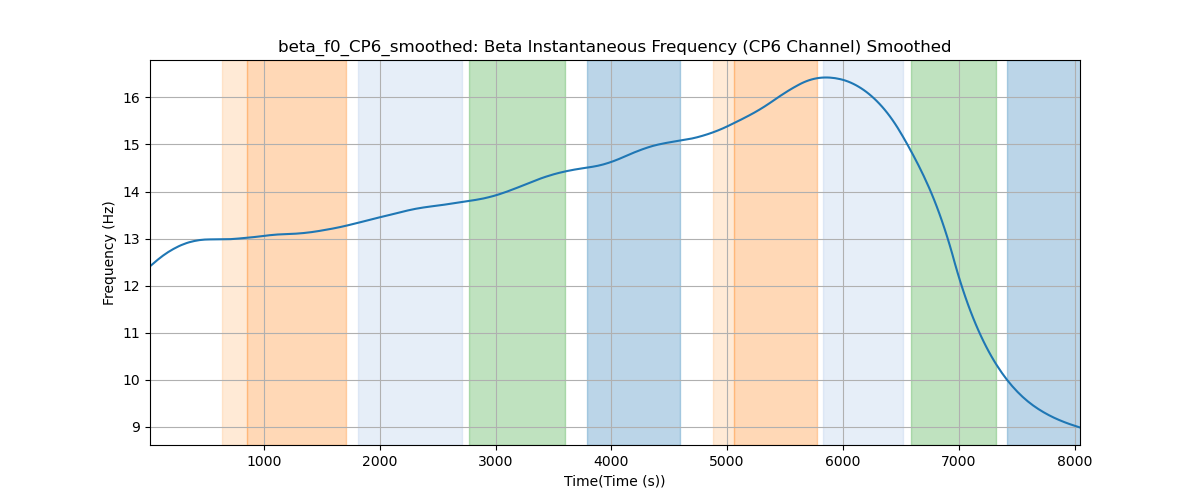 beta_f0_CP6_smoothed: Beta Instantaneous Frequency (CP6 Channel) Smoothed
Frequency (Hz)
16
15
14
13
12
11
10
9
1000 2000 3000 4000 5000 6000 7000 8000
Time(Time (s))